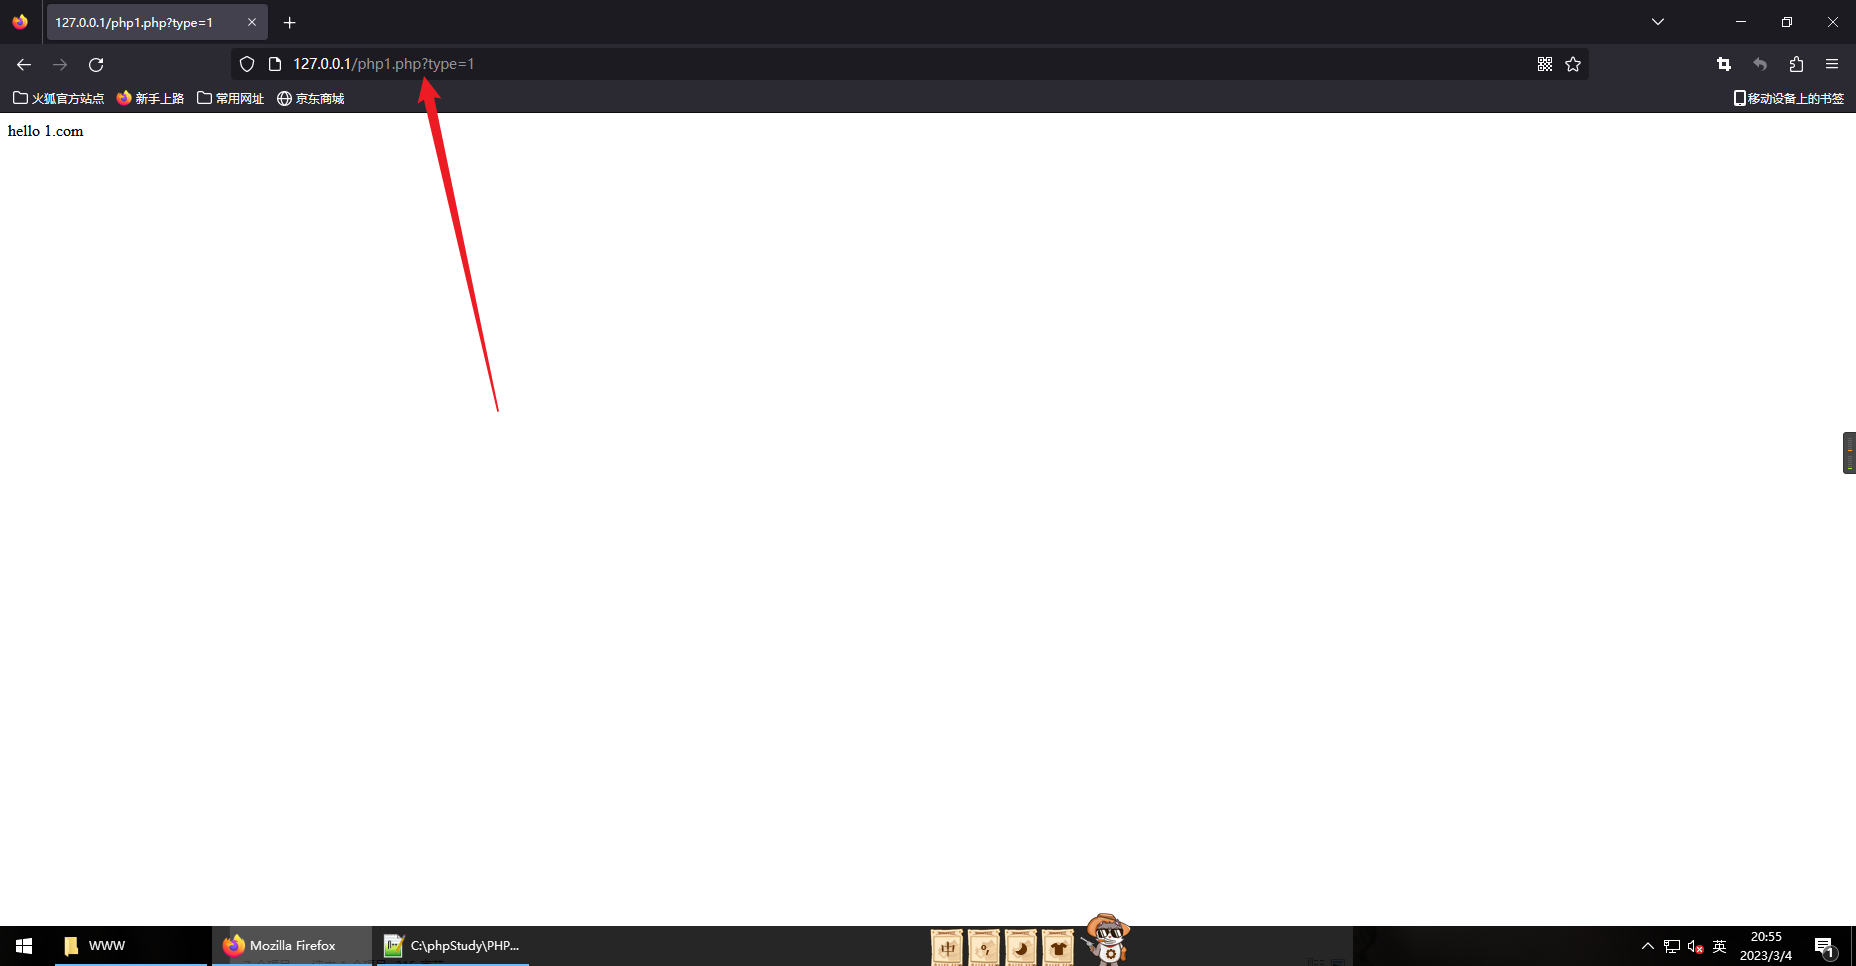 127.0.0.1/php1.php?type=1
127.0.0.1/php1.php?type=1
火狐官方站点 新手上路 常用网址 京东商城 移动设备上的书签
hello 1.com
WWW Mozilla Firefox C:\phpStudy\PHP... 中 英 20:55
2023/3/4 1